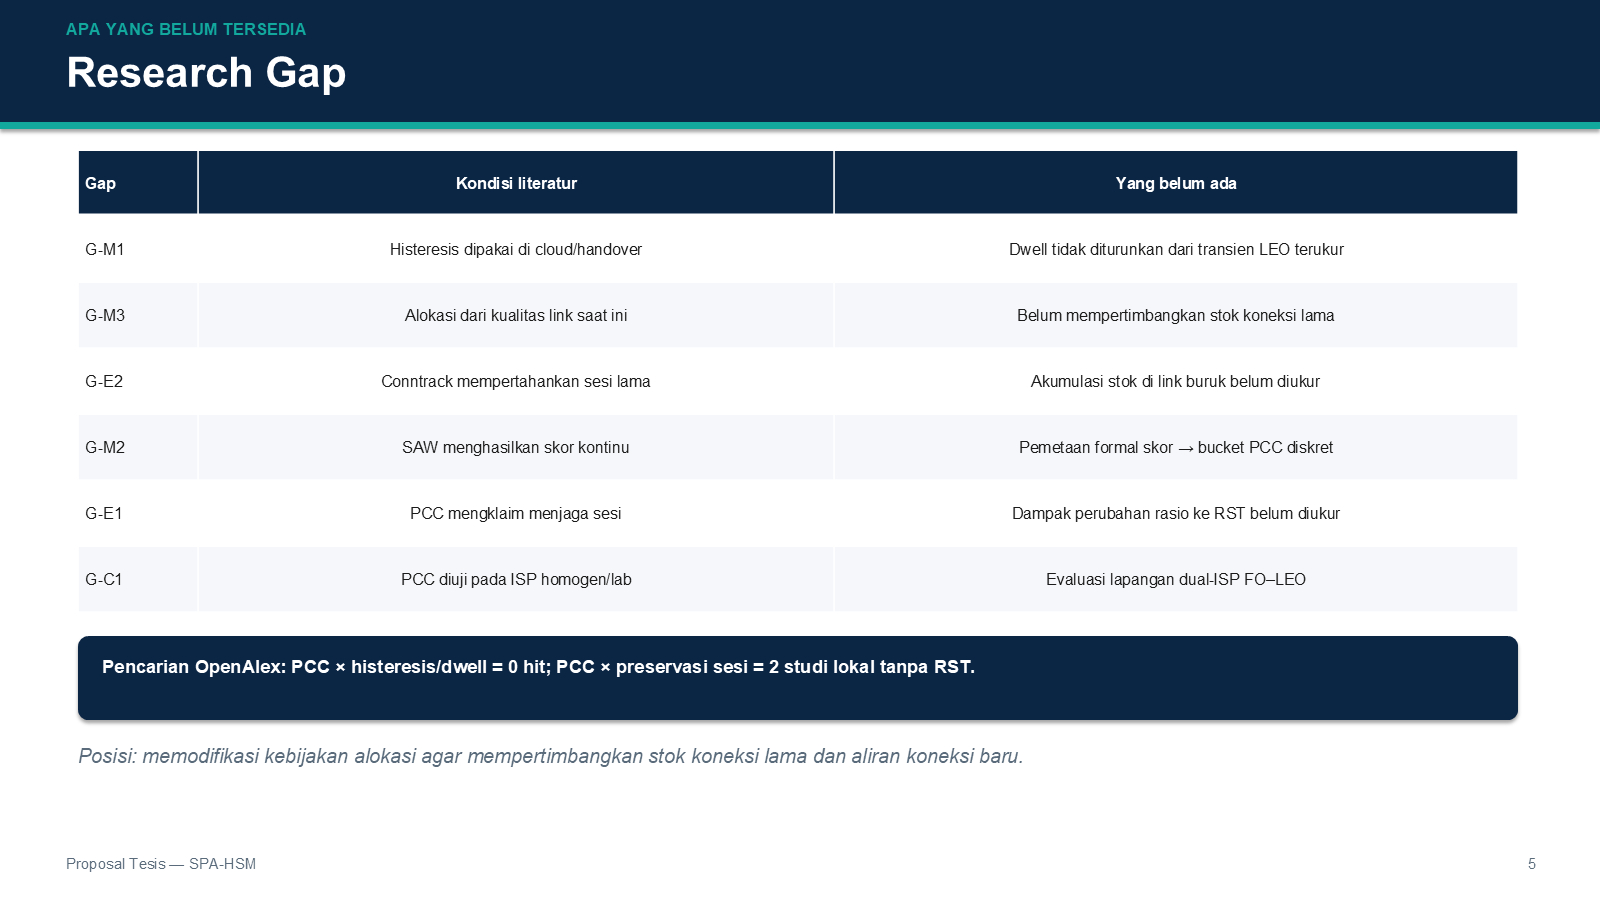 APA YANG BELUM TERSEDIA
Research Gap
Gap Kondisi literatur Yang belum ada
G-M1 Histeresis dipakai di cloud/handover Dwell tidak diturunkan dari transien LEO terukur
G-M3 Alokasi dari kualitas link saat ini Belum mempertimbangkan stok koneksi lama
G-E2 Conntrack mempertahankan sesi lama Akumulasi stok di link buruk belum diukur
G-M2 SAW menghasilkan skor kontinu Pemetaan formal skor → bucket PCC diskret
G-E1 PCC mengklaim menjaga sesi Dampak perubahan rasio ke RST belum diukur
G-C1 PCC diuji pada ISP homogen/lab Evaluasi lapangan dual-ISP FO–LEO
Pencarian OpenAlex: PCC × histeresis/dwell = 0 hit; PCC × preservasi sesi = 2 studi lokal tanpa RST.
Posisi: memodifikasi kebijakan alokasi agar mempertimbangkan stok koneksi lama dan aliran koneksi baru.
Proposal Tesis — SPA-HSM 5